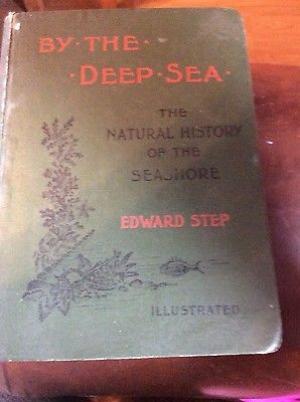 BY·THE·
·DEEP·SEA·
THE
NATURAL HISTORY
OF THE
SEASHORE
EDWARD STEP
ILLUSTRATED